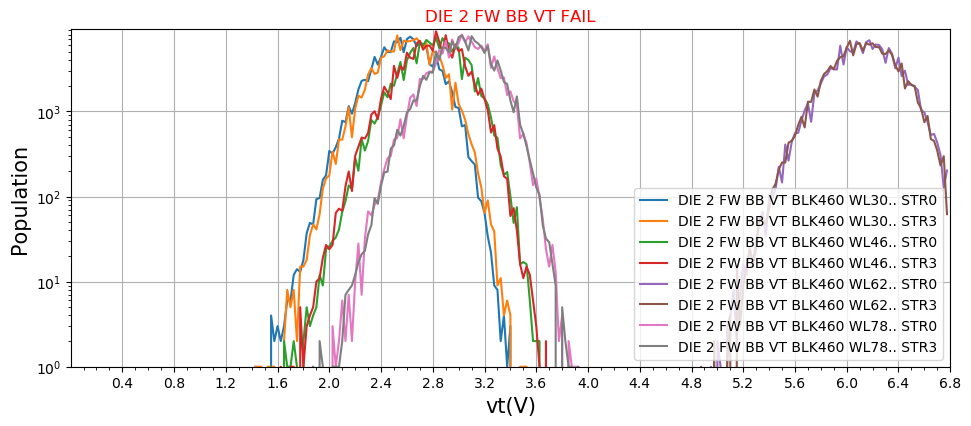 DIE 2 FW BB VT FAIL
Population
10^3
10^2
10^1
10^0
0.4 0.8 1.2 1.6 2.0 2.4 2.8 3.2 3.6 4.0 4.4 4.8 5.2 5.6 6.0 6.4 6.8
vt(V)
DIE 2 FW BB VT BLK460 WL30.. STR0
DIE 2 FW BB VT BLK460 WL30.. STR3
DIE 2 FW BB VT BLK460 WL46.. STR0
DIE 2 FW BB VT BLK460 WL46.. STR3
DIE 2 FW BB VT BLK460 WL62.. STR0
DIE 2 FW BB VT BLK460 WL62.. STR3
DIE 2 FW BB VT BLK460 WL78.. STR0
DIE 2 FW BB VT BLK460 WL78.. STR3